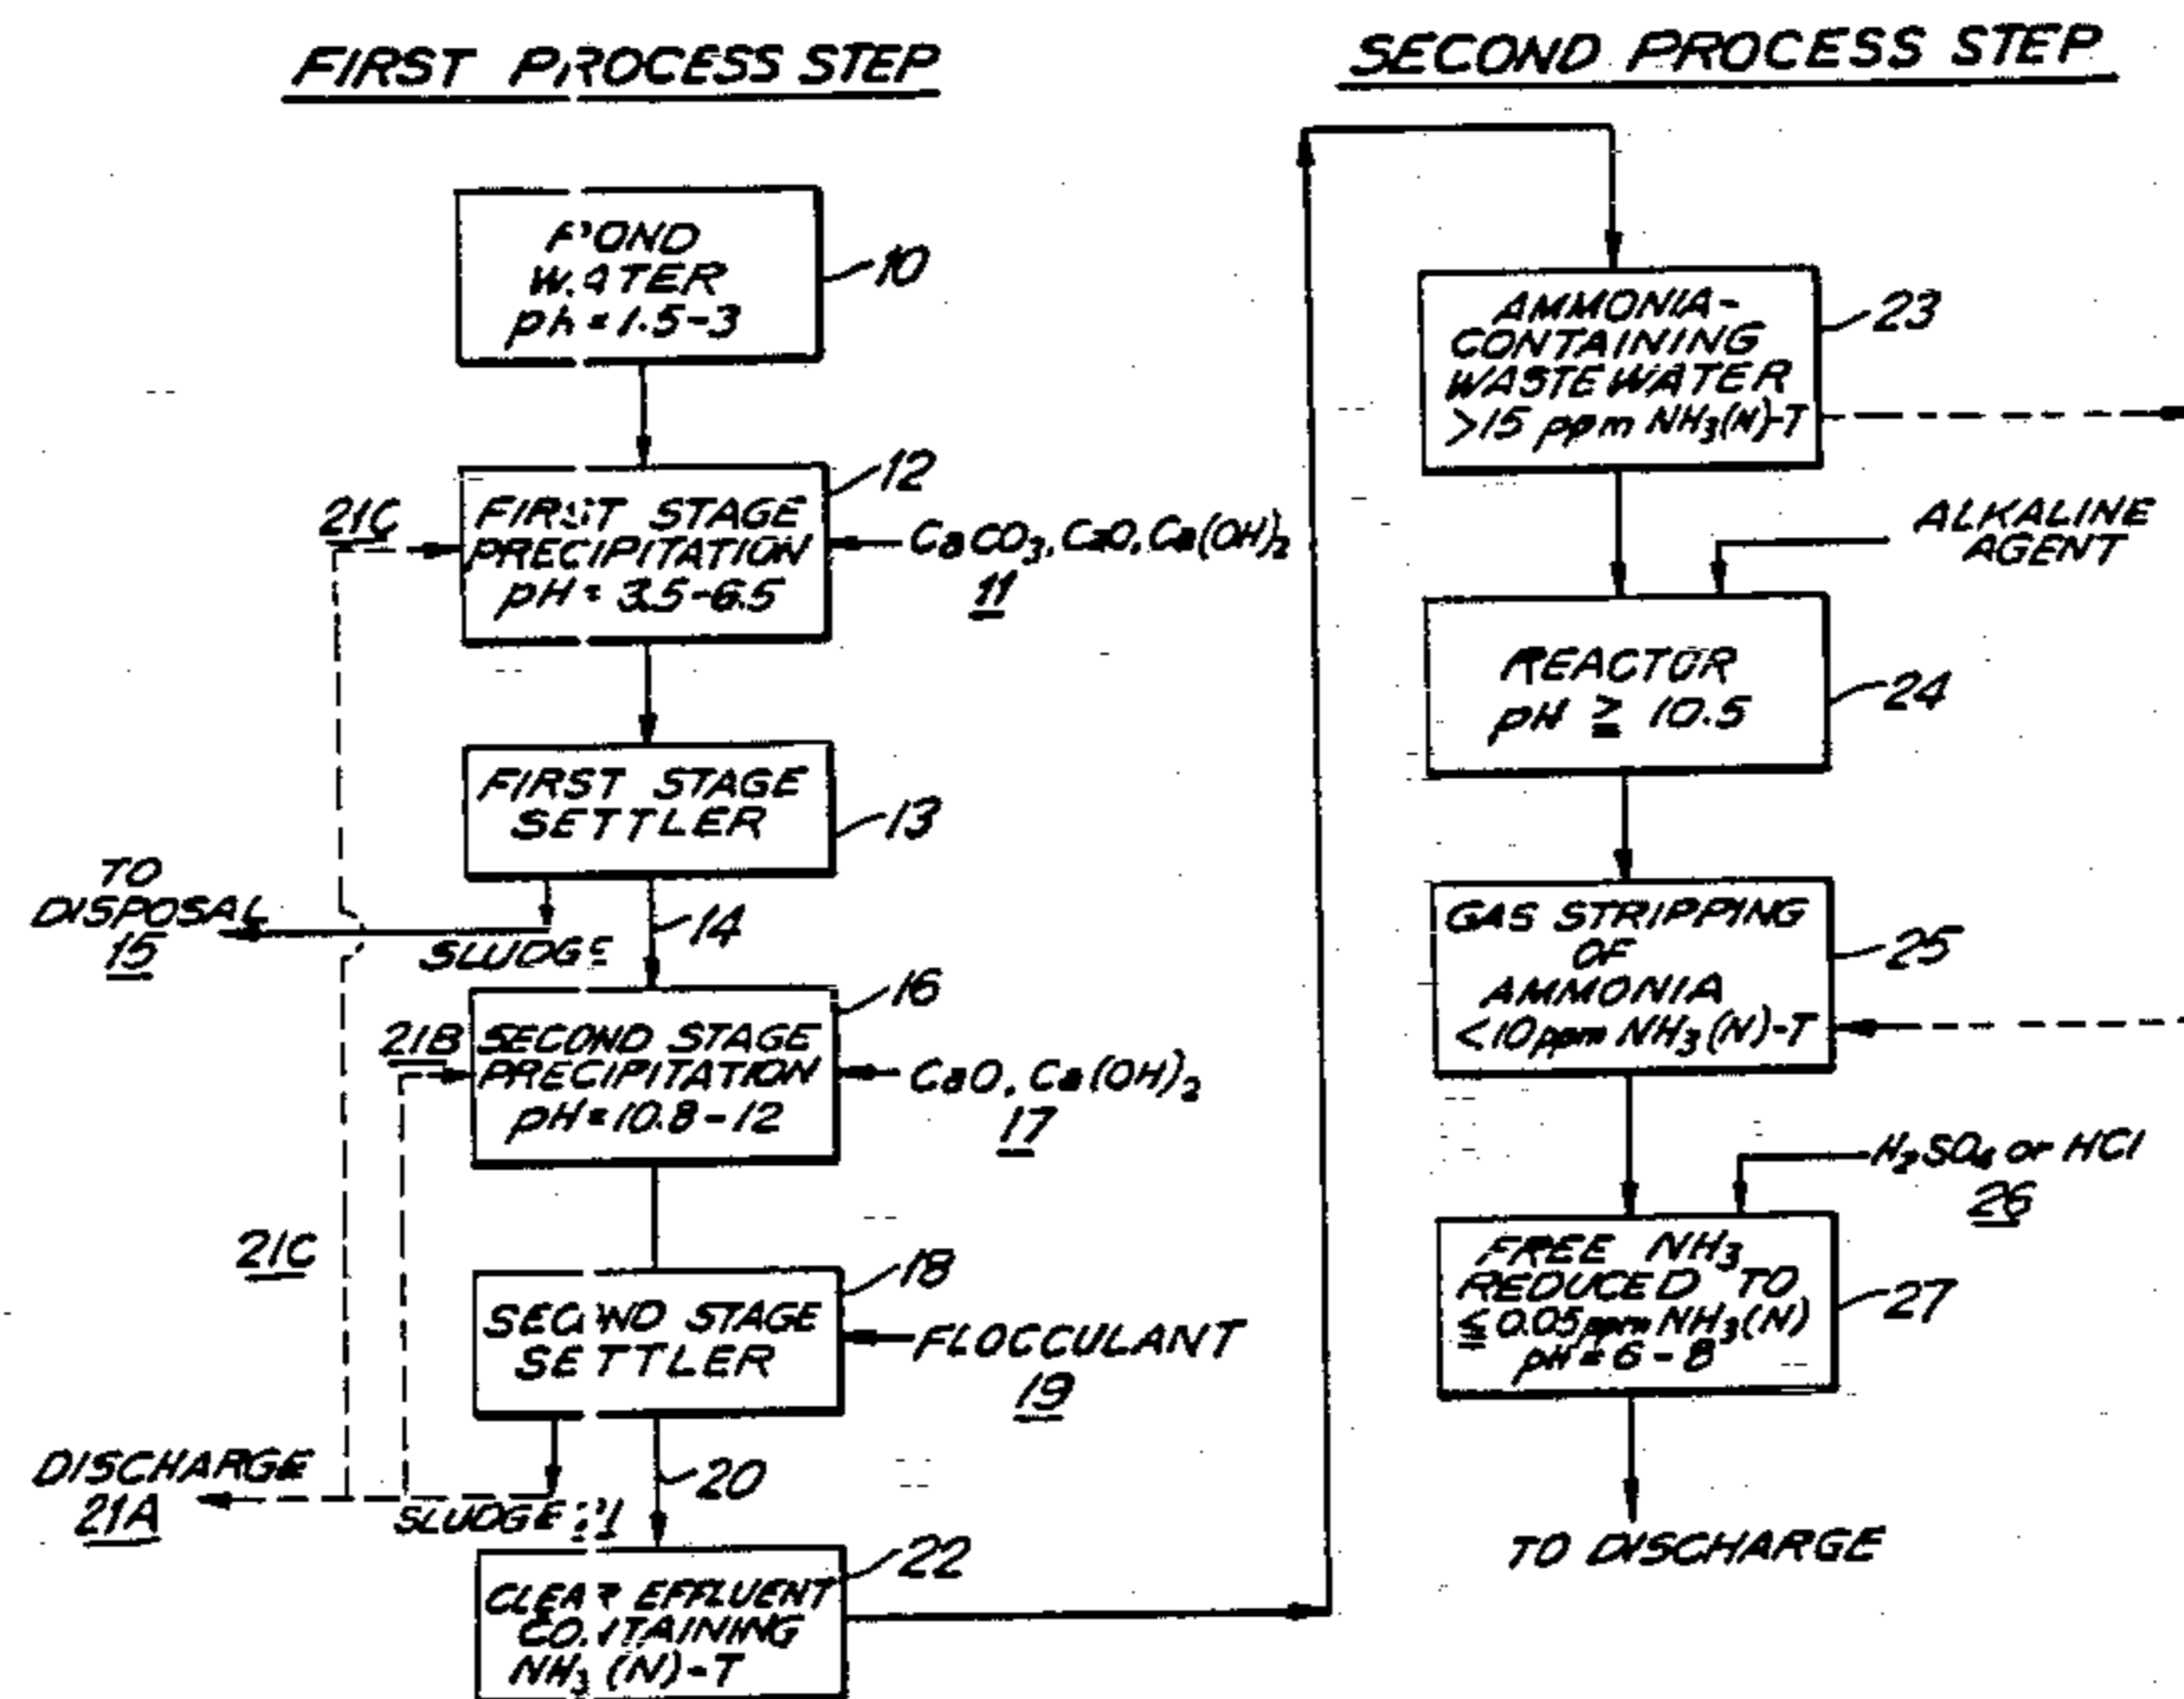 FIRST PROCESS STEP
POND
WATER
ph = 1.5-3
10
21C
FIRST STAGE
PRECIPITATION
pH = 3.5-6.5
12
CaCO3, CaO, Ca(OH)2
11
FIRST STAGE
SETTLER
13
TO
DISPOSAL
15
SLUDGE
14
21B
SECOND STAGE
PRECIPITATION
pH = 10.8-12
16
CaO, Ca(OH)2
17
21C
SECOND STAGE
SETTLER
18
FLOCCULANT
19
DISCHARGE
21A
SLUDGE 21
20
CLEAR EFFLUENT
CONTAINING
NH3 (N)-T
22
SECOND PROCESS STEP
AMMONIA-
CONTAINING
WASTE WATER
>15 ppm NH3(N)-T
23
ALKALINE
AGENT
REACTOR
pH ≧ 10.5
24
GAS STRIPPING
OF
AMMONIA
<10 ppm NH3(N)-T
25
H2SO4 or HCl
26
FREE NH3
REDUCED TO
≦ 0.05 ppm NH3(N)
pH = 6-8
27
TO DISCHARGE